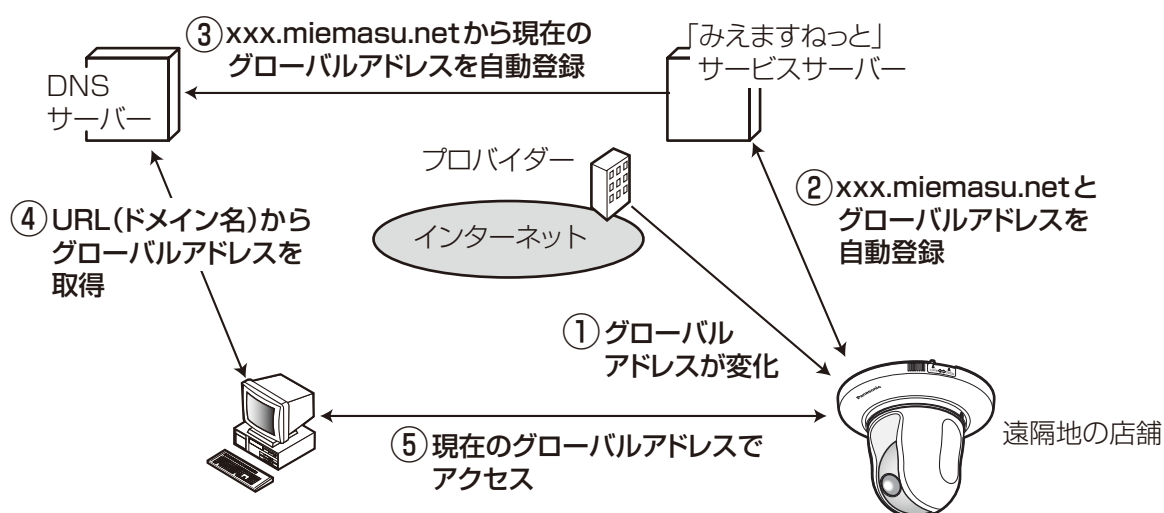 ③xxx.miemasu.netから現在の
グローバルアドレスを自動登録
「みえますねっと」
サービスサーバー
DNS
サーバー
プロバイダー
インターネット
②xxx.miemasu.netと
グローバルアドレスを
自動登録
④URL(ドメイン名)から
グローバルアドレスを
取得
①グローバル
アドレスが変化
Panasonic
遠隔地の店舗
⑤現在のグローバルアドレスで
アクセス